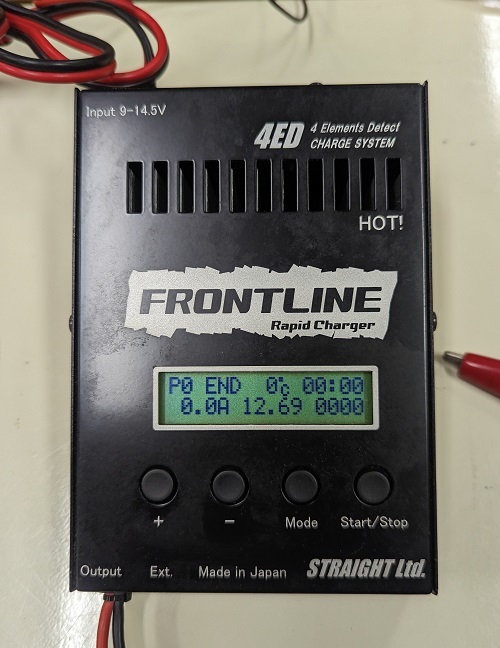 Input 9-14.5V
4ED 4 Elements Detect
CHARGE SYSTEM
HOT!
FRONTLINE
Rapid Charger
P0 END 0℃ 00:00
0.0A 12.69 0000
+ - Mode Start/Stop
Output Ext. Made in Japan STRAIGHT Ltd.